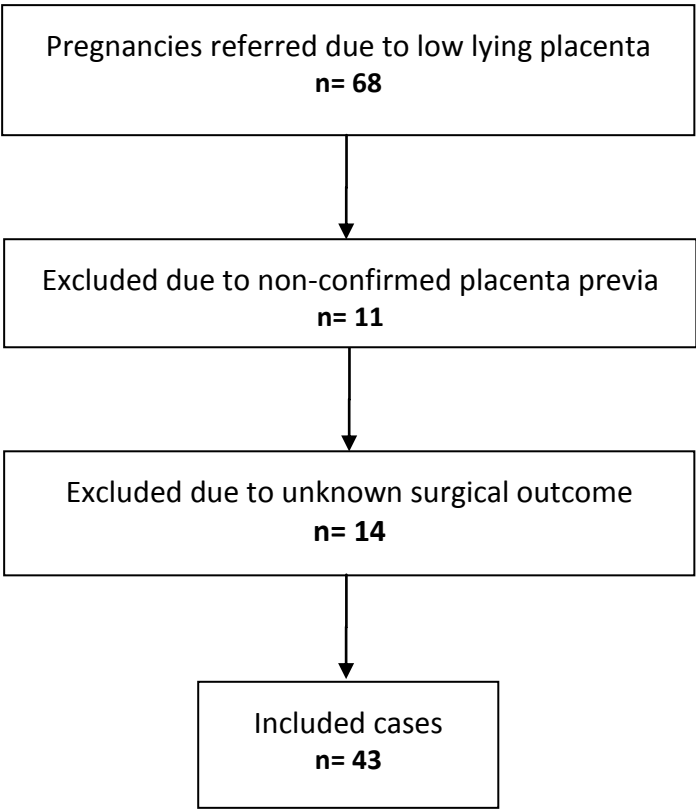 Pregnancies referred due to low lying placenta
n= 68
Excluded due to non-confirmed placenta previa
n= 11
Excluded due to unknown surgical outcome
n= 14
Included cases
n= 43